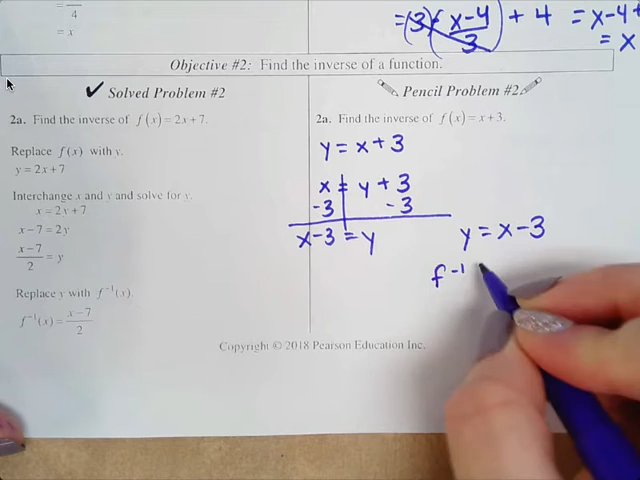 = —
4
= x
= (3) (x-4/3) + 4 = x-4+
= x
Objective #2: Find the inverse of a function.
✔ Solved Problem #2
2a. Find the inverse of f(x) = 2x + 7.
Replace f(x) with y.
y = 2x + 7
Interchange x and y and solve for y.
x = 2y + 7
x − 7 = 2y
x − 7
2
= y
Replace y with f⁻¹(x).
f⁻¹(x) = x − 7
2
Pencil Problem #2
2a. Find the inverse of f(x) = x + 3.
y = x + 3
x = y + 3
-3 -3
x - 3 = y
y = x - 3
f⁻¹
Copyright © 2018 Pearson Education Inc.